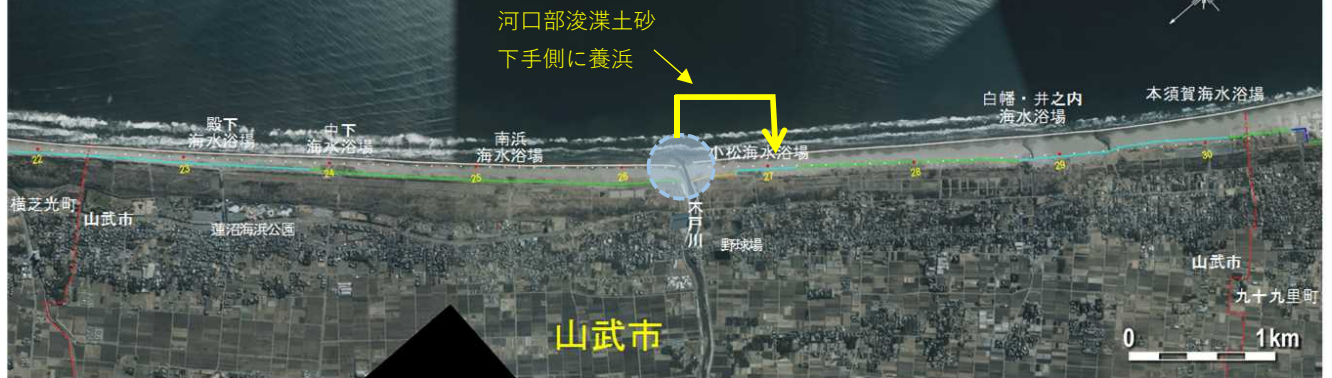 河口部浚渫土砂
下手側に養浜
殿下
海水浴場
中下
海水浴場
南浜
海水浴場
小松海水浴場
白幡・井之内
海水浴場
本須賀海水浴場
22
23
24
25
26
27
28
29
30
横芝光町
山武市
蓮沼海浜公園
木戸川
野球場
山武市
九十九里町
山武市
0
1km